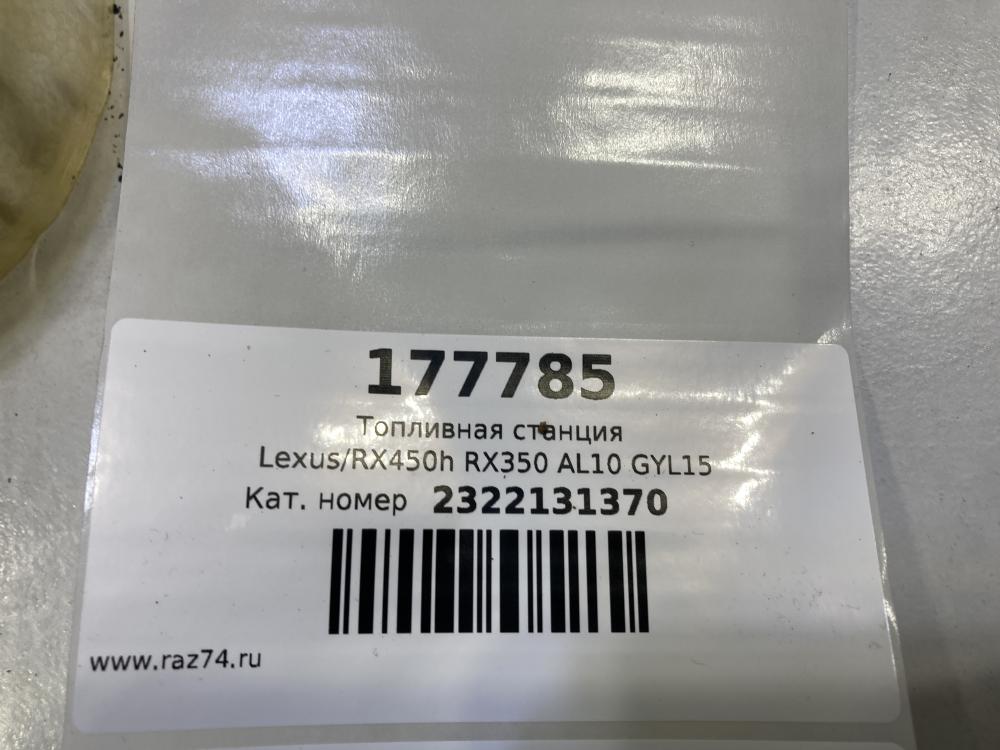 177785
Топливная станция
Lexus/RX450h RX350 AL10 GYL15
Кат. номер 2322131370
www.raz74.ru